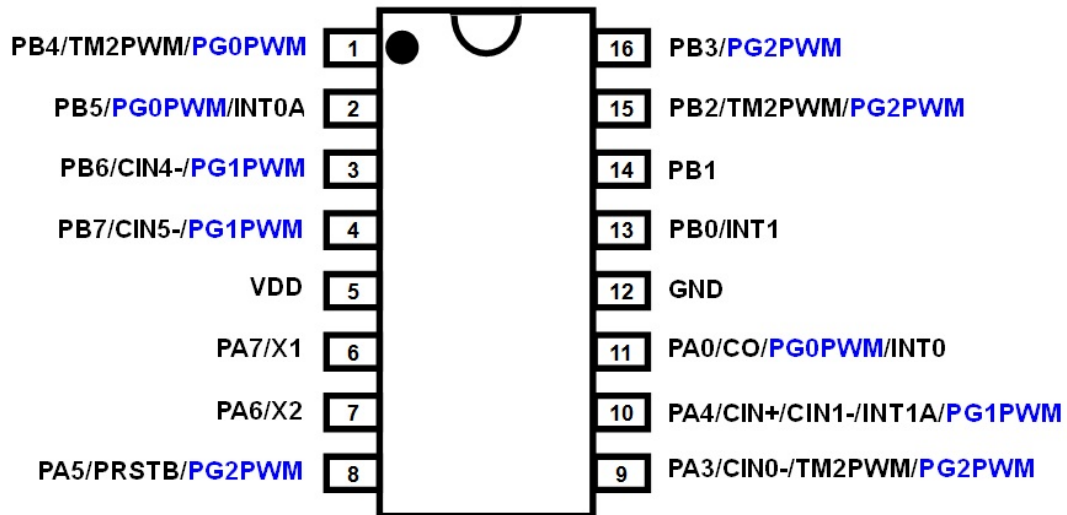 PB4/TM2PWM/PG0PWM 1 16 PB3/PG2PWM
PB5/PG0PWM/INT0A 2 15 PB2/TM2PWM/PG2PWM
PB6/CIN4-/PG1PWM 3 14 PB1
PB7/CIN5-/PG1PWM 4 13 PB0/INT1
VDD 5 12 GND
PA7/X1 6 11 PA0/CO/PG0PWM/INT0
PA6/X2 7 10 PA4/CIN+/CIN1-/INT1A/PG1PWM
PA5/PRSTB/PG2PWM 8 9 PA3/CIN0-/TM2PWM/PG2PWM